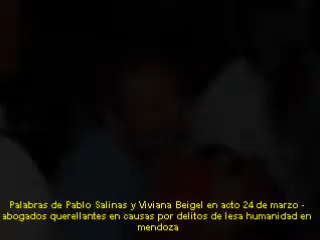 Palabras de Pablo Salinas y Viviana Beigel en acto 24 de marzo -
abogados querellantes en causas por delitos de lesa humanidad en
mendoza